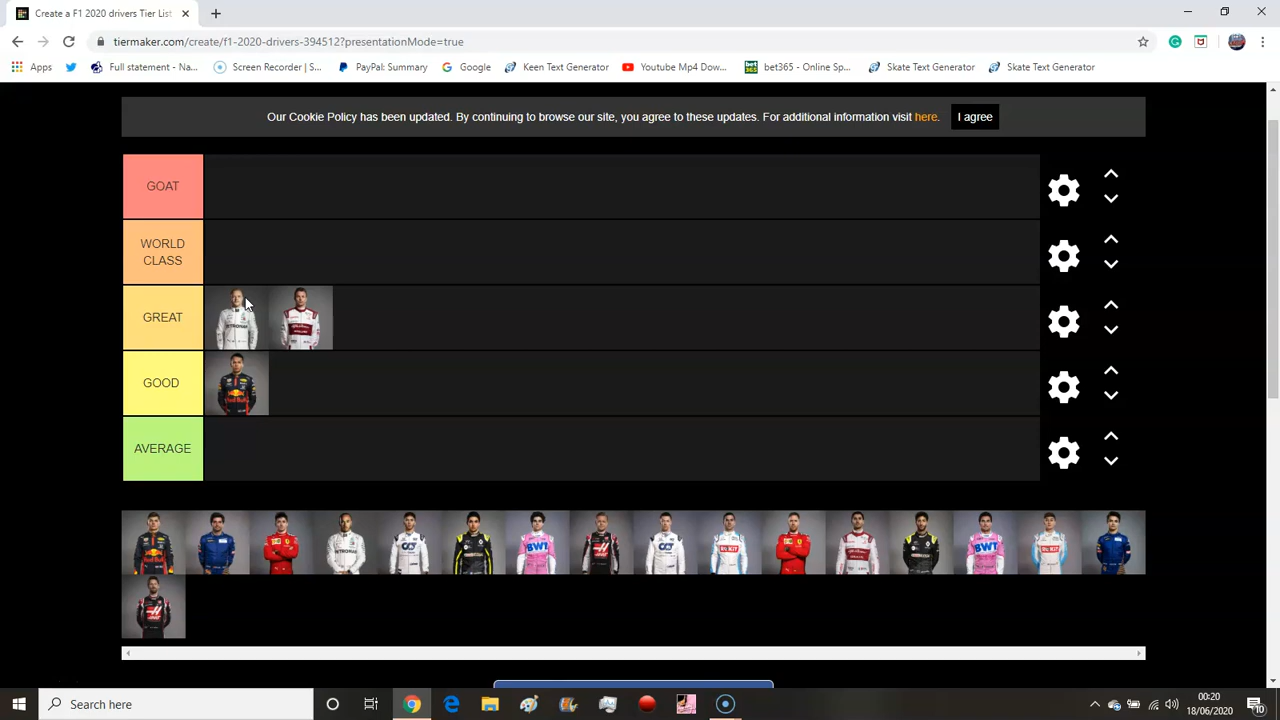 Create a F1 2020 drivers Tier List
tiermaker.com/create/f1-2020-drivers-394512?presentationMode=true
Apps Full statement - Na... Screen Recorder | S... PayPal: Summary Google Keen Text Generator Youtube Mp4 Dow... bet365 - Online Sp... Skate Text Generator Skate Text Generator
Our Cookie Policy has been updated. By continuing to browse our site, you agree to these updates. For additional information visit here. I agree
GOAT
WORLD
CLASS
GREAT
GOOD
AVERAGE
Search here
00:20
18/06/2020